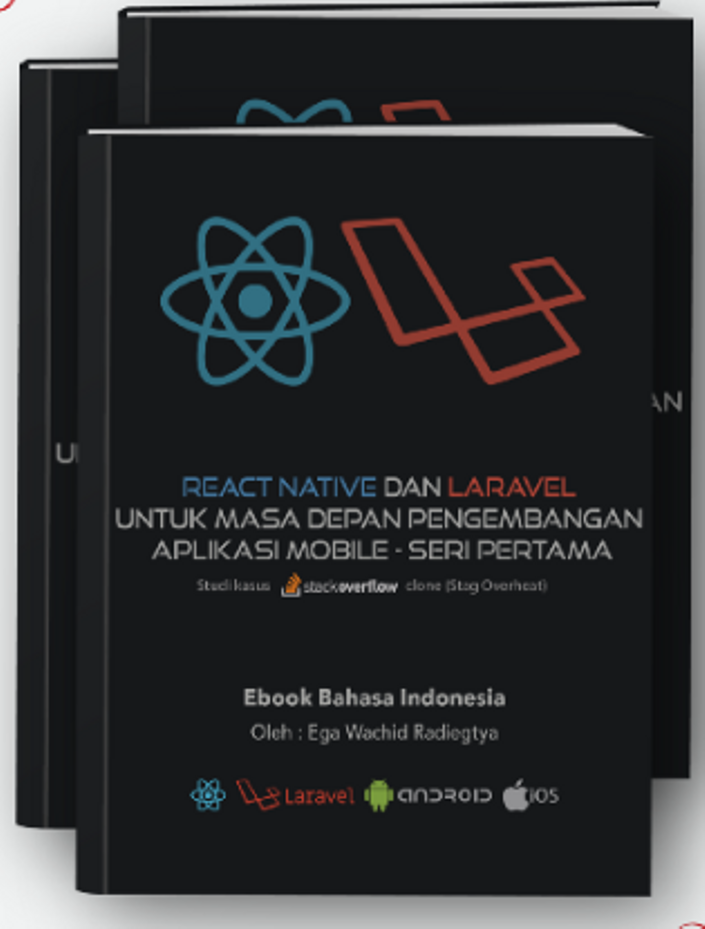 REACT NATIVE DAN LARAVEL
UNTUK MASA DEPAN PENGEMBANGAN
APLIKASI MOBILE - SERI PERTAMA
Studi kasus stackoverflow clone (Stag Overheat)
Ebook Bahasa Indonesia
Oleh : Ega Wachid Radiegtya
Laravel ANDROID iOS
AN
U